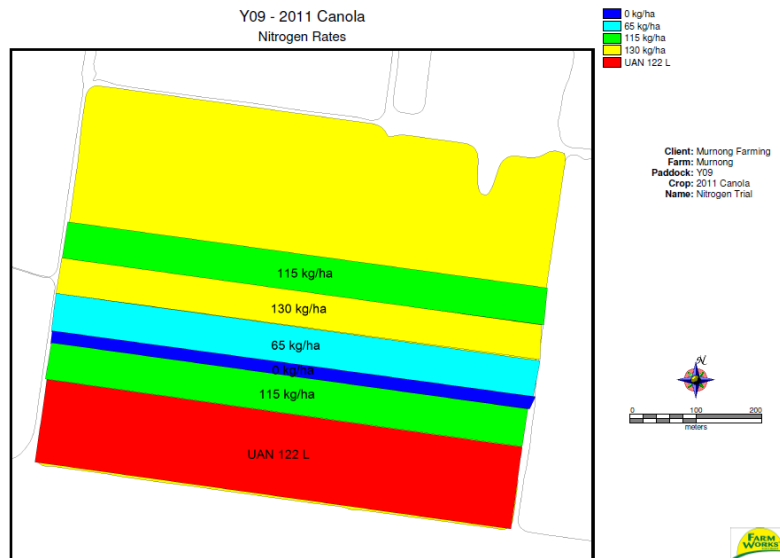 Y09 - 2011 Canola
Nitrogen Rates
0 kg/ha
65 kg/ha
115 kg/ha
130 kg/ha
UAN 122 L
Client: Murnong Farming
Farm: Murnong
Paddock: Y09
Crop: 2011 Canola
Name: Nitrogen Trial
115 kg/ha
130 kg/ha
65 kg/ha
0 kg/ha
115 kg/ha
UAN 122 L
N
0 100 200
meters
FARM
WORKS